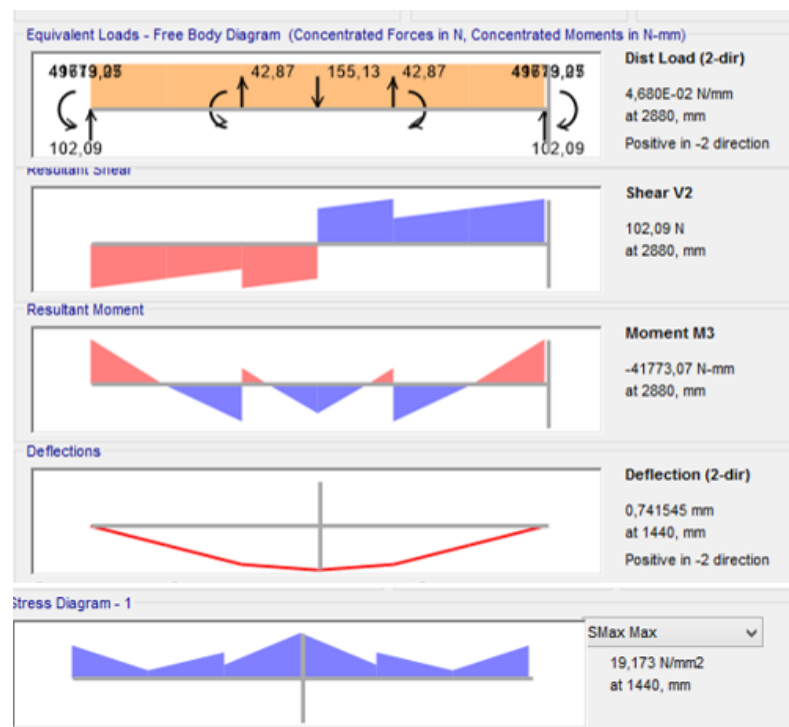 Equivalent Loads - Free Body Diagram (Concentrated Forces in N, Concentrated Moments in N-mm)
42,87 155,13 42,87
102,09 102,09
Dist Load (2-dir)
4,680E-02 N/mm
at 2880, mm
Positive in -2 direction
Resultant Shear
Shear V2
102,09 N
at 2880, mm
Resultant Moment
Moment M3
-41773,07 N-mm
at 2880, mm
Deflections
Deflection (2-dir)
0,741545 mm
at 1440, mm
Positive in -2 direction
Stress Diagram - 1
SMax Max
19,173 N/mm2
at 1440, mm